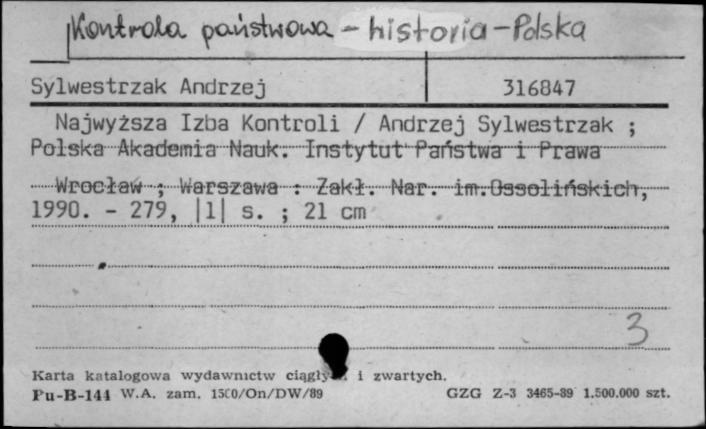 Kontrola państwowa - historia - Polska
Sylwestrzak Andrzej 316847
Najwyższa Izba Kontroli / Andrzej Sylwestrzak ;
Polska Akademia Nauk. Instytut Państwa i Prawa
Wrocław ; Warszawa : Zakł. Nar. im.Ossolińskich,
1990. - 279, |1| s. ; 21 cm
3
Karta katalogowa wydawnictw i zwartych.
Pu-B-144 W.A. zam. 1500/On/DW/89 GZG Z-3 3465-89 1.500.000 szt.